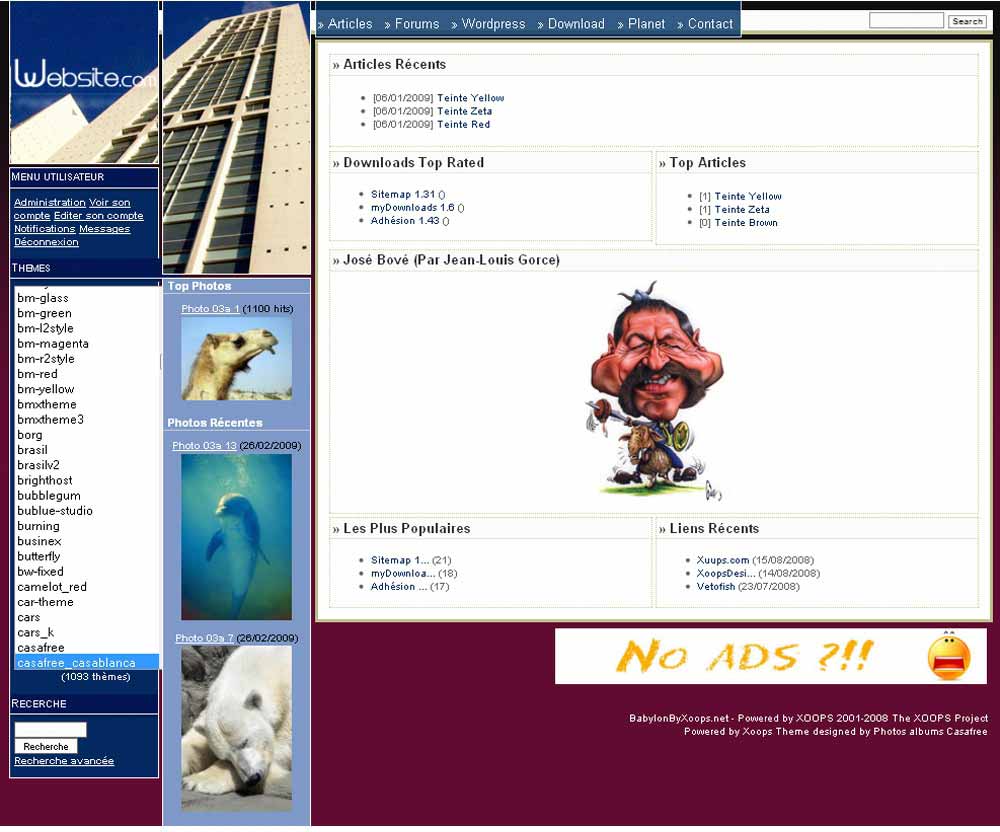 » Articles » Forums » Wordpress » Download » Planet » Contact
Search
Website.com
MENU UTILISATEUR
Administration Voir son
compte Editer son compte
Notifications Messages
Déconnexion
THEMES
bm-glass
bm-green
bm-l2style
bm-magenta
bm-r2style
bm-red
bm-yellow
bmxtheme
bmxtheme3
borg
brasil
brasilv2
brighthost
bubblegum
bublue-studio
burning
businex
butterfly
bw-fixed
camelot_red
car-theme
cars
cars_k
casafree
casafree_casablanca
(1093 thèmes)
RECERCHE
Recherche
Recherche avancée
Top Photos
Photo 03a 1 (1100 hits)
Photos Récentes
Photo 03a 13 (26/02/2009)
Photo 03a 7 (26/02/2009)
» Articles Récents
[06/01/2009] Teinte Yellow
[06/01/2009] Teinte Zeta
[06/01/2009] Teinte Red
» Downloads Top Rated
Sitemap 1.31 ()
myDownloads 1.6 ()
Adhésion 1.43 ()
» Top Articles
[1] Teinte Yellow
[1] Teinte Zeta
[0] Teinte Brown
» José Bové (Par Jean-Louis Gorce)
» Les Plus Populaires
Sitemap 1... (21)
myDownloa... (18)
Adhésion ... (17)
» Liens Récents
Xuups.com (15/08/2008)
XoopsDesi... (14/08/2008)
Vetofish (23/07/2008)
NO ADS ?!!
BabylonByXoops.net - Powered by XOOPS 2001-2008 The XOOPS Project
Powered by Xoops Theme designed by Photos albums Casafree